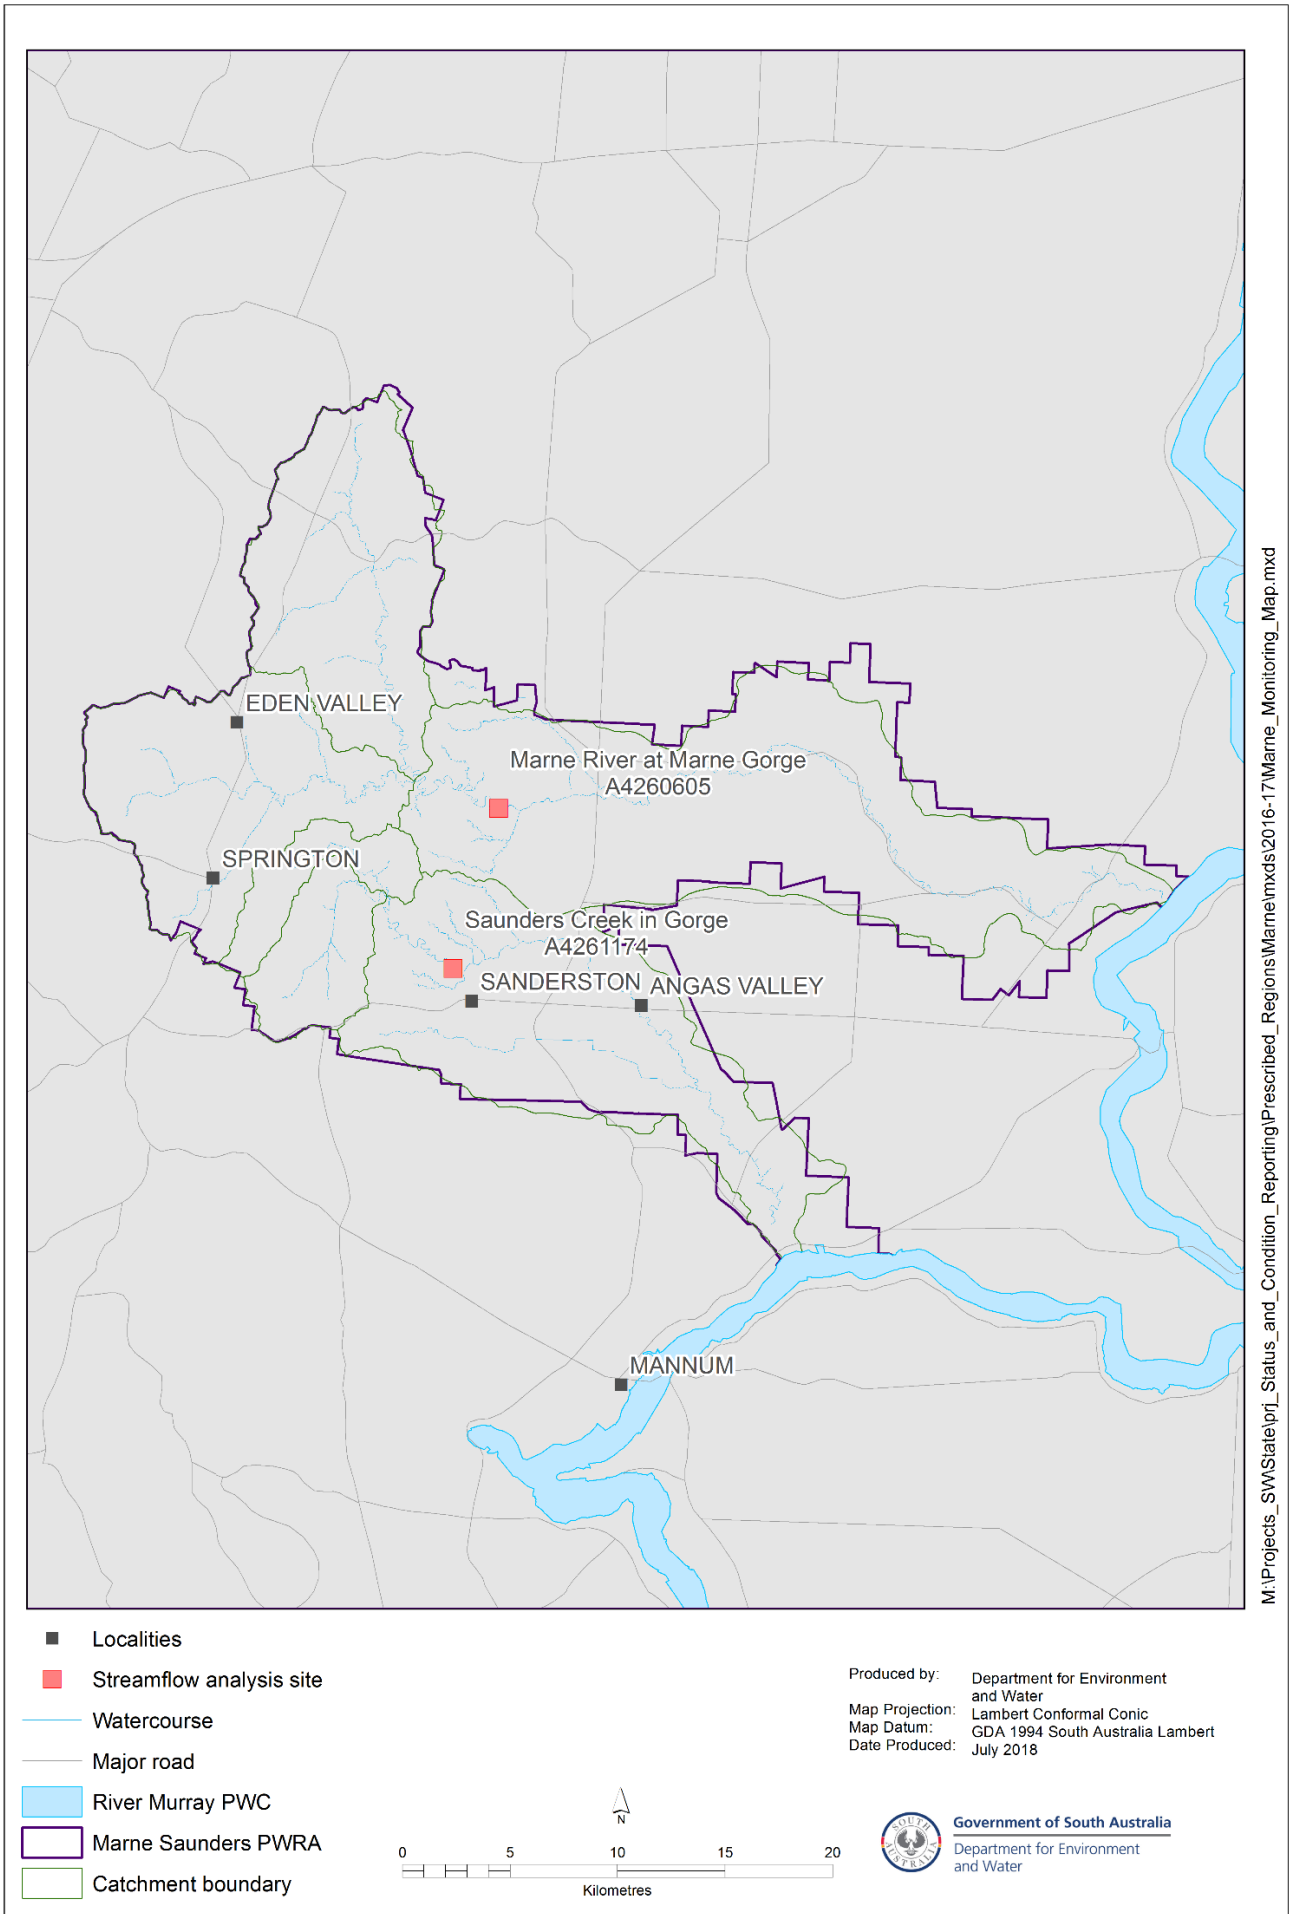 EDEN VALLEY
Marne River at Marne Gorge
A4260605
SPRINGTON
Saunders Creek in Gorge
A4261174
SANDERSTON
ANGAS VALLEY
MANNUM
M:\Projects_SW\State\prj_Status_and_Condition_Reporting\Prescribed_Regions\Marne\mxds\2016-17\Marne_Monitoring_Map.mxd
Localities
Streamflow analysis site
Watercourse
Major road
River Murray PWC
Marne Saunders PWRA
Catchment boundary
N
0 5 10 15 20
Kilometres
Produced by: Department for Environment
and Water
Map Projection: Lambert Conformal Conic
Map Datum: GDA 1994 South Australia Lambert
Date Produced: July 2018
SOUTH
AUSTRALIA
Government of South Australia
Department for Environment
and Water